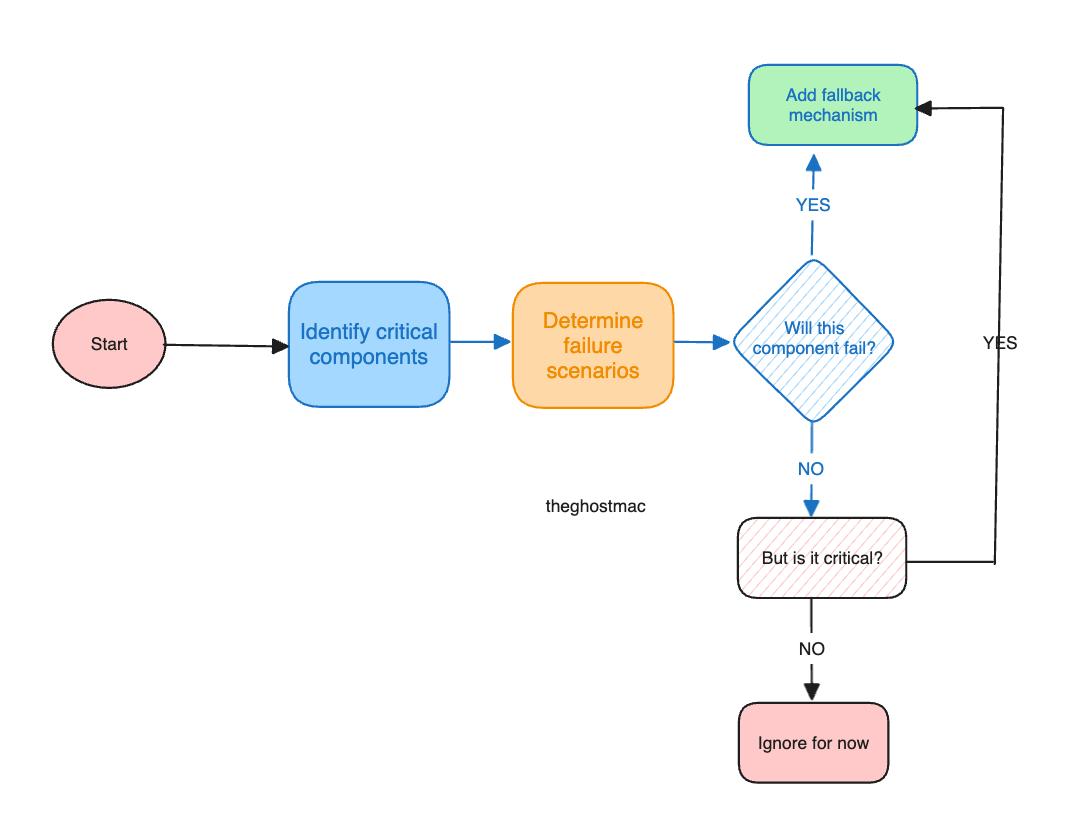 Add fallback
mechanism
YES
Start
Identify critical
components
Determine
failure
scenarios
Will this
component fail?
YES
NO
theghostmac
But is it critical?
NO
Ignore for now